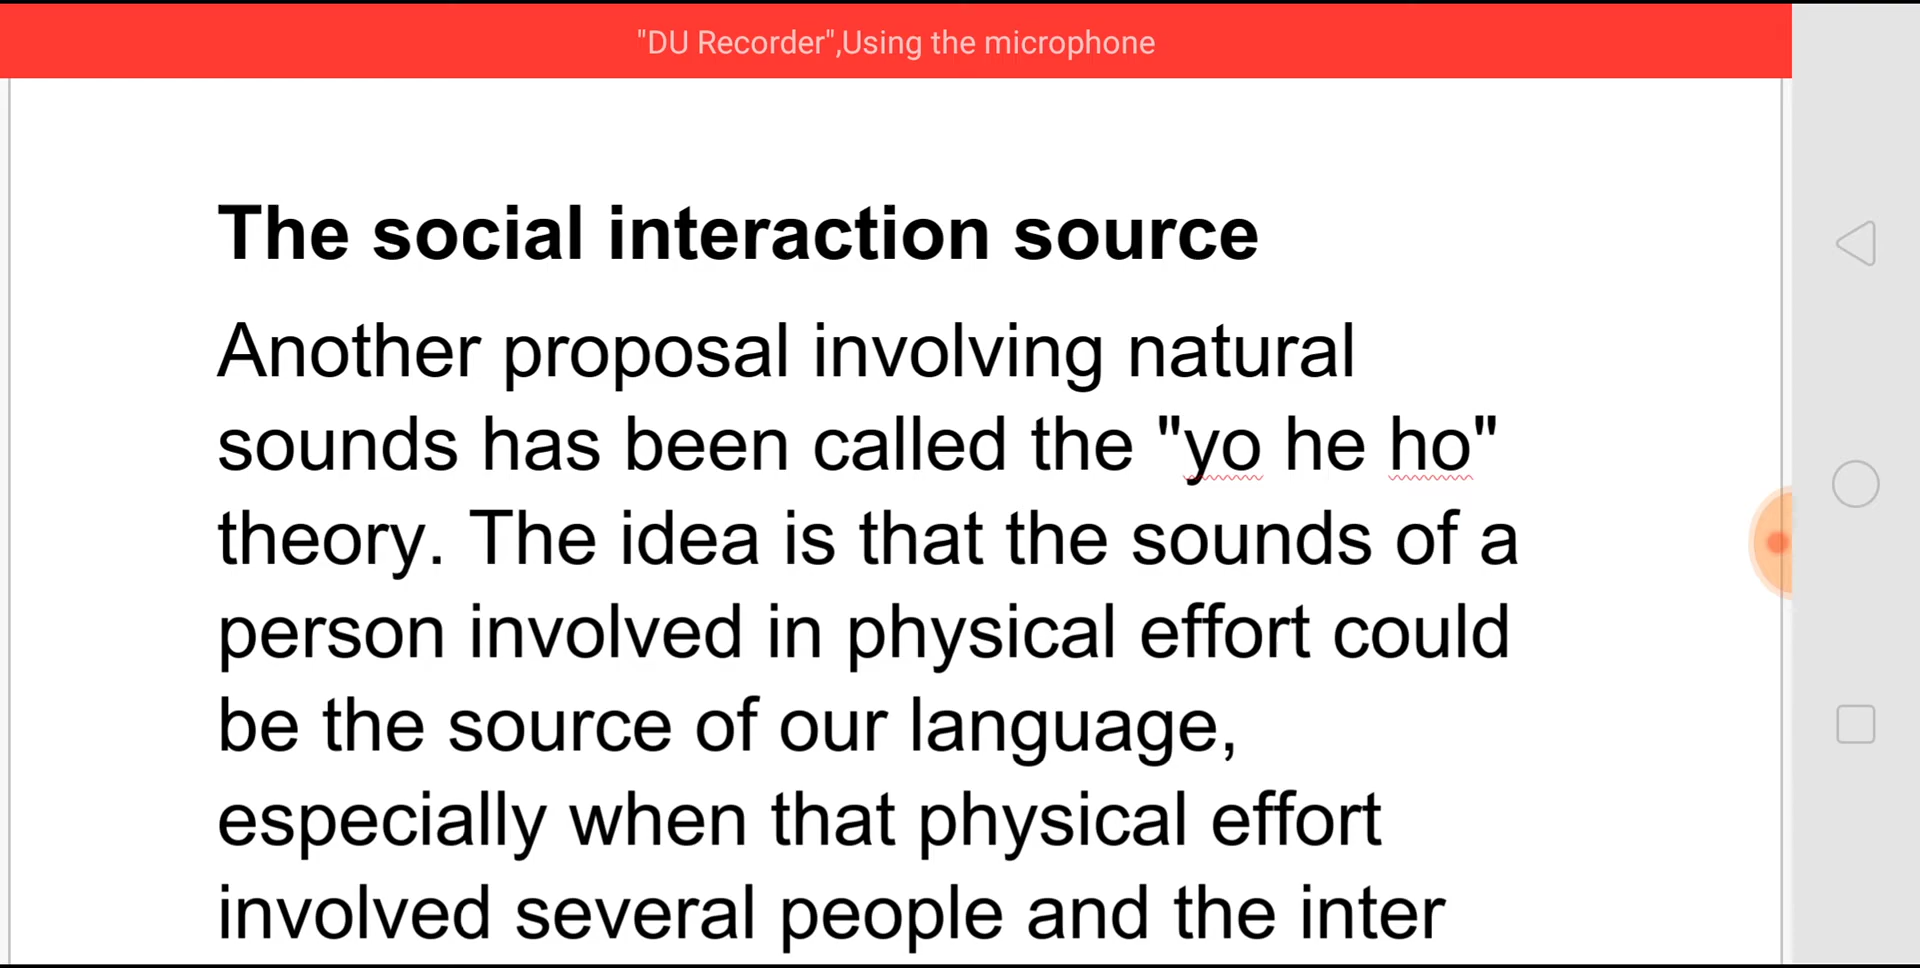 "DU Recorder",Using the microphone
The social interaction source
Another proposal involving natural
sounds has been called the "yo he ho"
theory. The idea is that the sounds of a
person involved in physical effort could
be the source of our language,
especially when that physical effort
involved several people and the inter